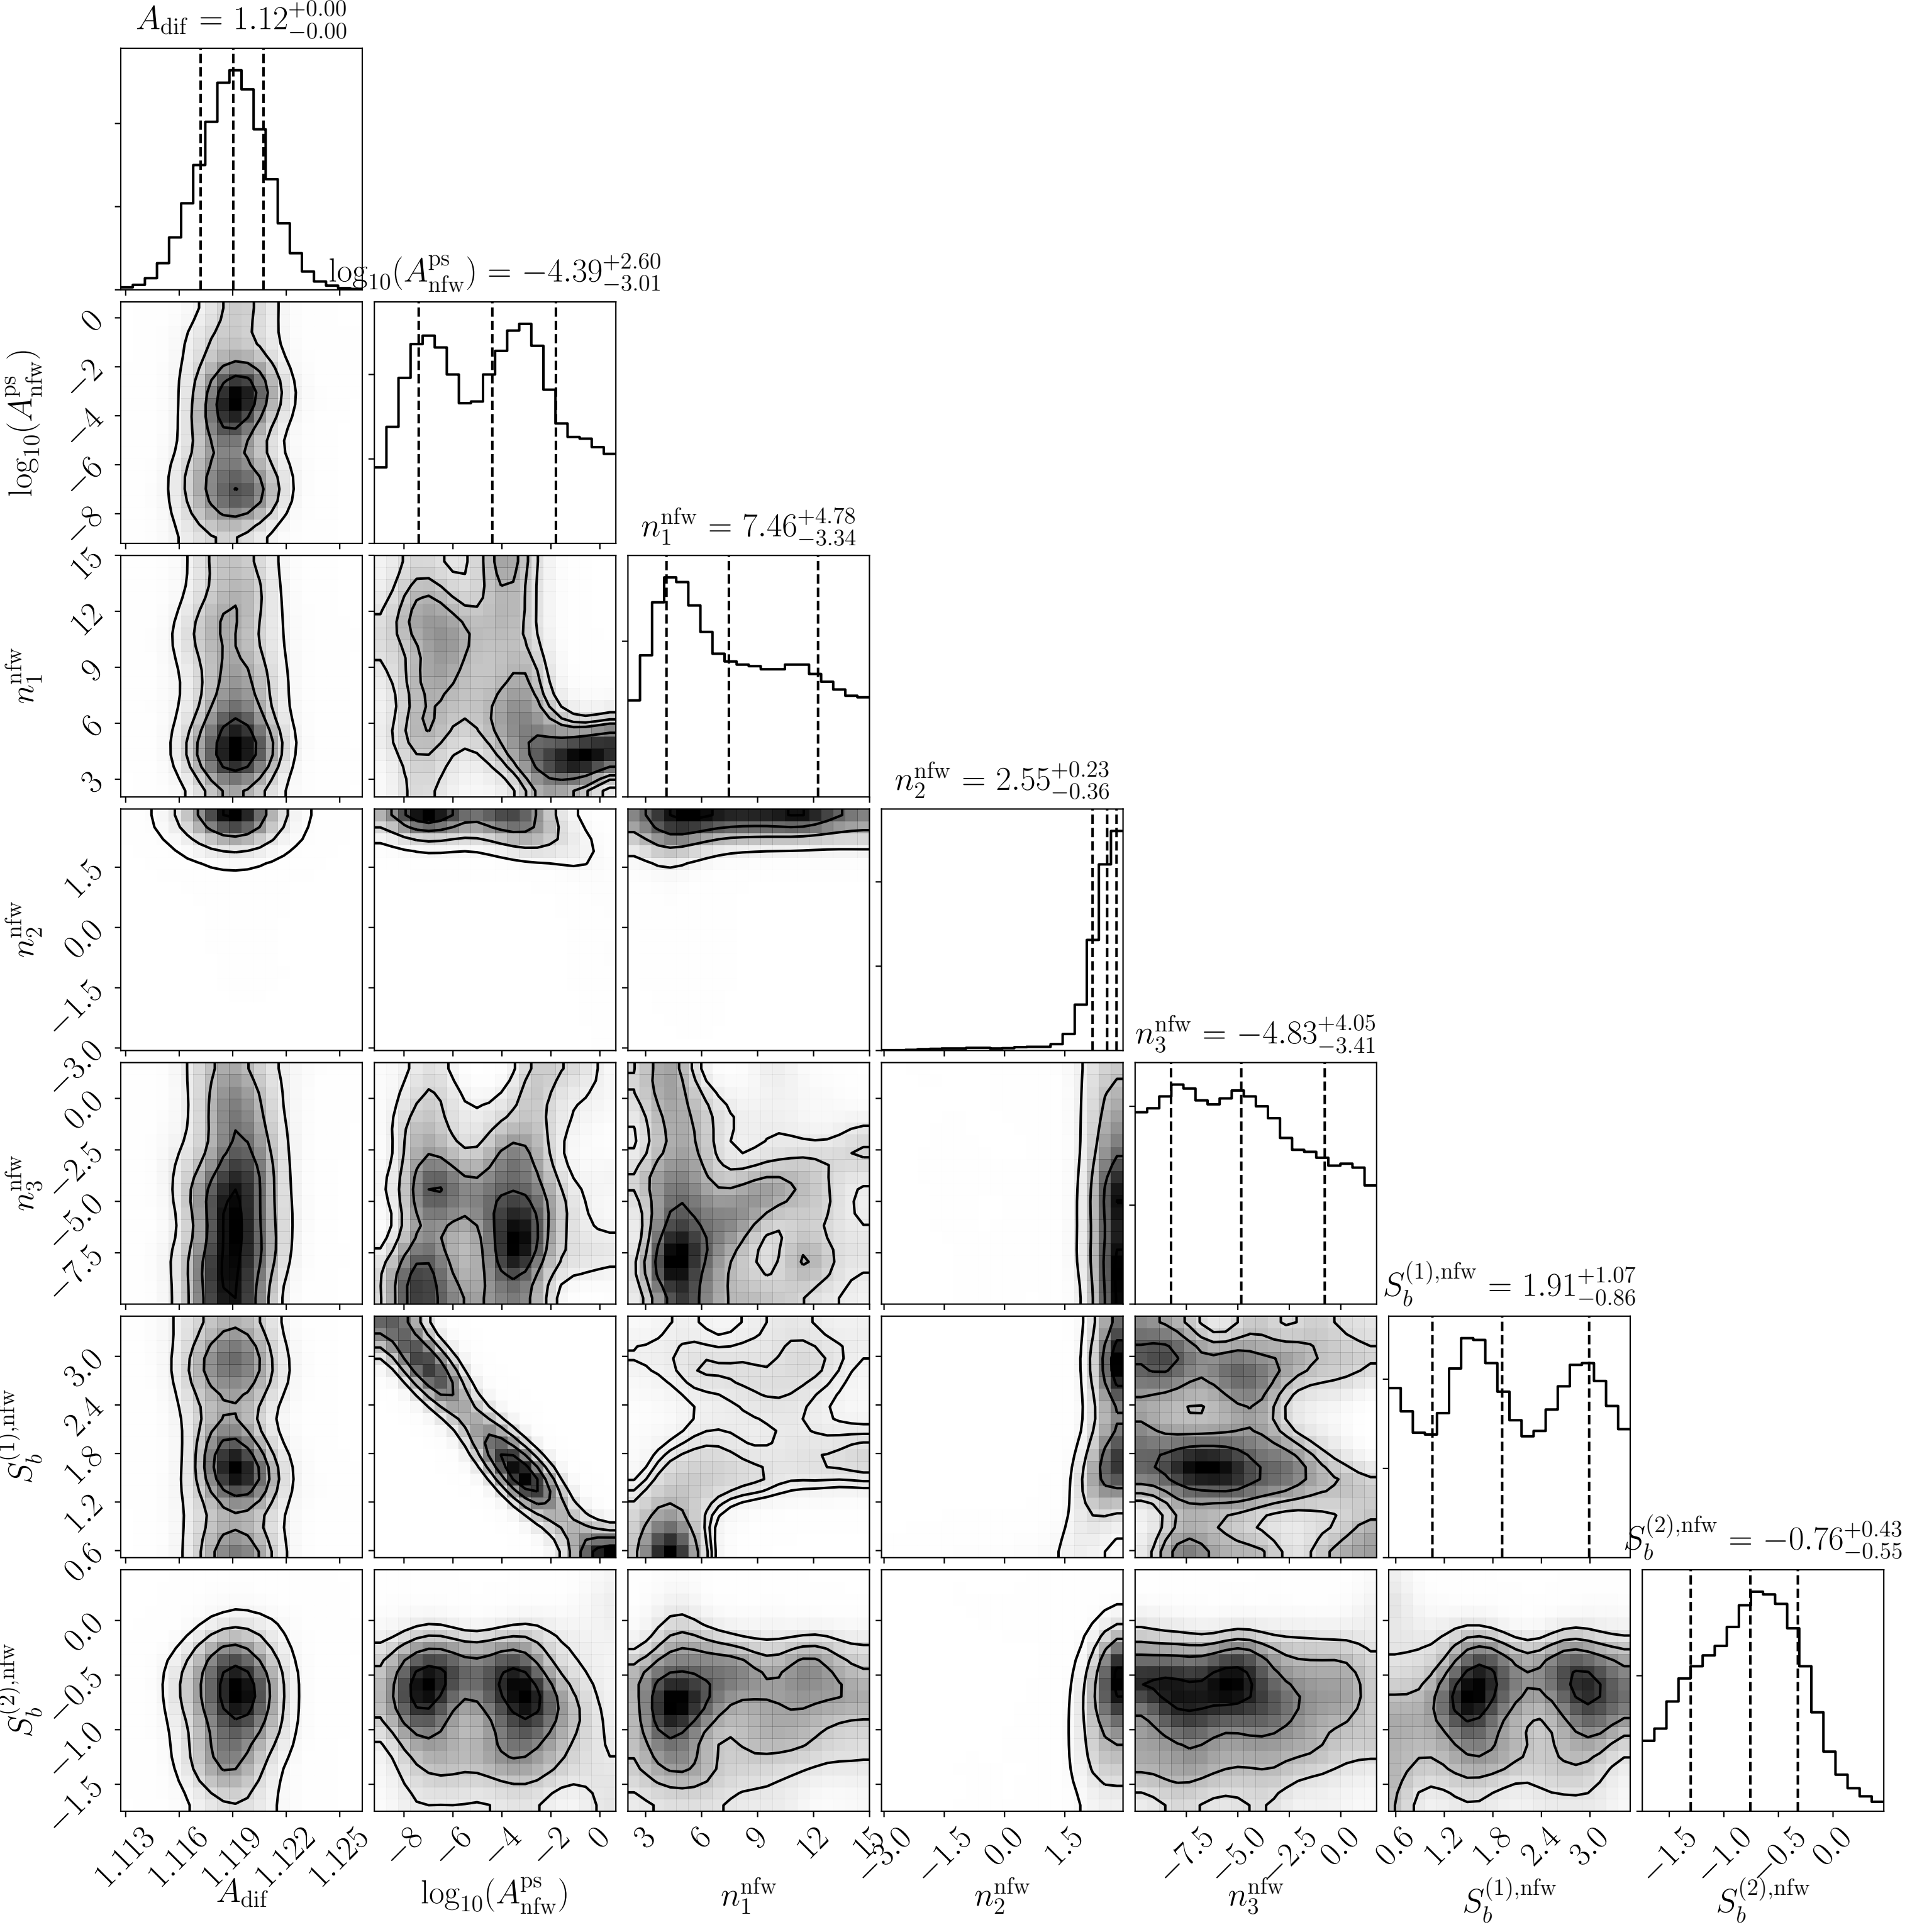 A_dif = 1.12^{+0.00}_{-0.00}
log_10(A^ps_nfw) = −4.39^{+2.60}_{-3.01}
n^nfw_1 = 7.46^{+4.78}_{-3.34}
n^nfw_2 = 2.55^{+0.23}_{-0.36}
n^nfw_3 = −4.83^{+4.05}_{-3.41}
S^{(1),nfw}_b = 1.91^{+1.07}_{-0.86}
S^{(2),nfw}_b = −0.76^{+0.43}_{-0.55}
log_10(A^ps_nfw)
0
−2
−4
−6
−8
n^nfw_1
15
12
9
6
3
n^nfw_2
1.5
0.0
−1.5
−3.0
n^nfw_3
0.0
−2.5
−5.0
−7.5
S^{(1),nfw}_b
3.0
2.4
1.8
1.2
0.6
S^{(2),nfw}_b
0.0
−0.5
−1.0
−1.5
1.113 1.116 1.119 1.122 1.125
−8 −6 −4 −2 0
3 6 9 12 15
−3.0 −1.5 0.0 1.5
−7.5 −5.0 −2.5 0.0
0.6 1.2 1.8 2.4 3.0
−1.5 −1.0 −0.5 0.0
A_dif
log_10(A^ps_nfw)
n^nfw_1
n^nfw_2
n^nfw_3
S^{(1),nfw}_b
S^{(2),nfw}_b